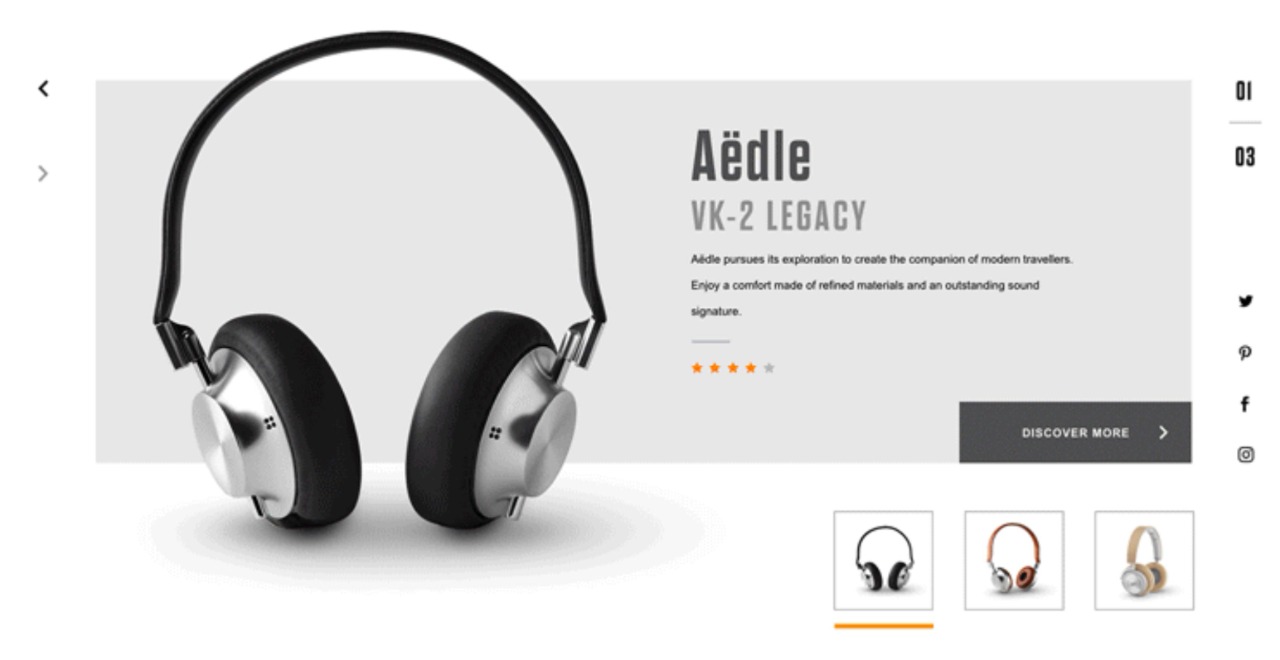 Aëdle
VK-2 LEGACY
Aëdle pursues its exploration to create the companion of modern travellers.
Enjoy a comfort made of refined materials and an outstanding sound
signature.
DISCOVER MORE
01
03